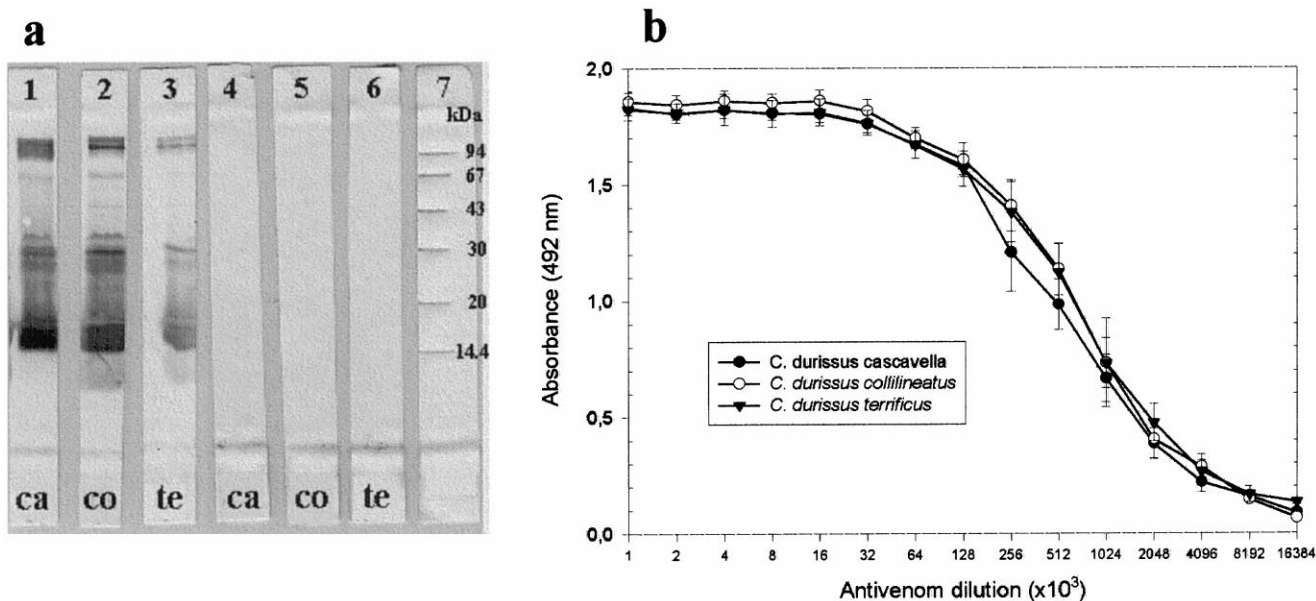 a
1 2 3 4 5 6 7
kDa
94
67
43
30
20
14.4
ca co te ca co te
b
2,0
1,5
1,0
0,5
0,0
Absorbance (492 nm)
C. durissus cascavella
C. durissus collilineatus
C. durissus terrificus
1 2 4 8 16 32 64 128 256 512 1024 2048 4096 8192 16384
Antivenom dilution (x10³)